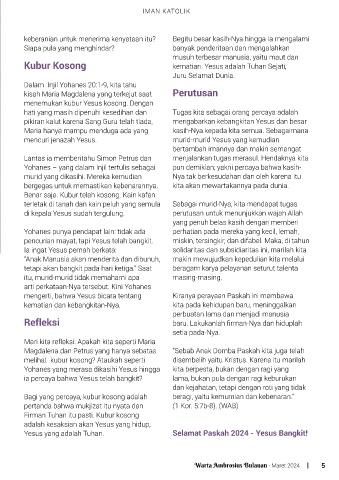 IMAN KATOLIK
keberanian untuk menerima kenyataan itu?
Siapa pula yang menghindar?
Kubur Kosong
Dalam Injil Yohanes 20:1-9, kita tahu
kisah Maria Magdalena yang terkejut saat
menemukan kubur Yesus kosong. Dengan
hati yang masih dipenuhi kesedihan dan
pikiran kalut karena Sang Guru telah tiada,
Maria hanya mampu menduga ada yang
mencuri jenazah Yesus.
Lantas ia memberitahu Simon Petrus dan
Yohanes – yang dalam Injil tertulis sebagai
murid yang dikasihi. Mereka kemudian
bergegas untuk memastikan kebenarannya.
Benar saja. Kubur telah kosong. Kain kafan
terletak di tanah dan kain peluh yang semula
di kepala Yesus sudah tergulung.
Yohanes punya pendapat lain: tidak ada
pencurian mayat, tapi Yesus telah bangkit.
Ia ingat Yesus pernah berkata:
"Anak Manusia akan menderita dan dibunuh,
tetapi akan bangkit pada hari ketiga." Saat
itu, murid-murid tidak memahami apa
arti perkataan-Nya tersebut. Kini Yohanes
mengerti, bahwa Yesus bicara tentang
kematian dan kebangkitan-Nya.
Refleksi
Mari kita refleksi. Apakah kita seperti Maria
Magdalena dan Petrus yang hanya sebatas
melihat kubur kosong? Ataukah seperti
Yohanes yang merasa dikasihi Yesus hingga
ia percaya bahwa Yesus telah bangkit?
Bagi yang percaya, kubur kosong adalah
pertanda bahwa mukjizat itu nyata dan
Firman Tuhan itu pasti. Kubur kosong
adalah kesaksian akan Yesus yang hidup,
Yesus yang adalah Tuhan.
Begitu besar kasih-Nya hingga Ia mengalami
banyak penderitaan dan mengalahkan
musuh terbesar manusia, yaitu maut dan
kematian. Yesus adalah Tuhan Sejati,
Juru Selamat Dunia.
Perutusan
Tugas kita sebagai orang percaya adalah
mengabarkan kebangkitan Yesus dan besar
kasih-Nya kepada kita semua. Sebagaimana
murid-murid Yesus yang kemudian
bertambah imannya dan makin semangat
menjalankan tugas merasul. Hendaknya kita
pun demikian; yakni percaya bahwa kasih-
Nya tak berkesudahan dan oleh karena itu
kita akan mewartakannya pada dunia.
Sebagai murid-Nya, kita mendapat tugas
perutusan untuk menunjukkan wajah Allah
yang penuh belas kasih dengan memberi
perhatian pada mereka yang kecil, lemah,
miskin, tersingkir, dan difabel. Maka, di tahun
solidaritas dan subsidiaritas ini, marilah kita
makin mewujudkan kepedulian kita melalui
beragam karya pelayanan seturut talenta
masing-masing.
Kiranya perayaan Paskah ini membawa
kita pada kehidupan baru, meninggalkan
perbuatan lama dan menjadi manusia
baru. Lakukanlah firman-Nya dan hiduplah
setia pada-Nya.
"Sebab Anak Domba Paskah kita juga telah
disembelih yaitu Kristus. Karena itu marilah
kita berpesta, bukan dengan ragi yang
lama, bukan pula dengan ragi keburukan
dan kejahatan, tetapi dengan roti yang tidak
beragi, yaitu kemurnian dan kebenaran."
(1 Kor. 5:7b-8). (WAB)
Selamat Paskah 2024 - Yesus Bangkit!
Warta Ambrosius Bulanan - Maret 2024 | 5